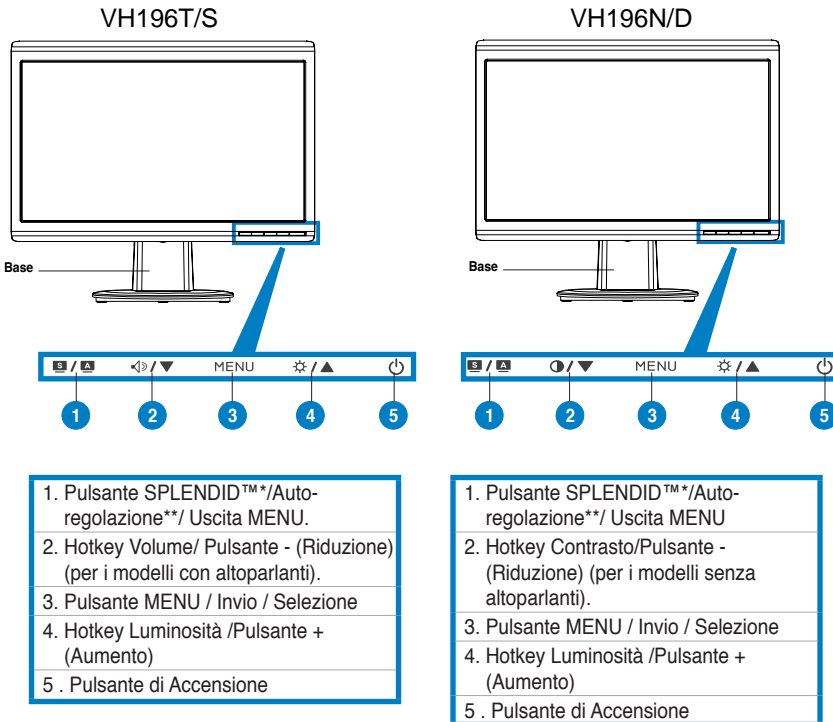 VH196T/S
Base
S / A
/ ▼
MENU
/ ▲
1
2
3
4
5
1. Pulsante SPLENDID™*/Auto-
regolazione**/ Uscita MENU.
2. Hotkey Volume/ Pulsante - (Riduzione)
(per i modelli con altoparlanti).
3. Pulsante MENU / Invio / Selezione
4. Hotkey Luminosità /Pulsante +
(Aumento)
5 . Pulsante di Accensione
VH196N/D
Base
S / A
/ ▼
MENU
/ ▲
1
2
3
4
5
1. Pulsante SPLENDID™*/Auto-
regolazione**/ Uscita MENU
2. Hotkey Contrasto/Pulsante -
(Riduzione) (per i modelli senza
altoparlanti).
3. Pulsante MENU / Invio / Selezione
4. Hotkey Luminosità /Pulsante +
(Aumento)
5 . Pulsante di Accensione